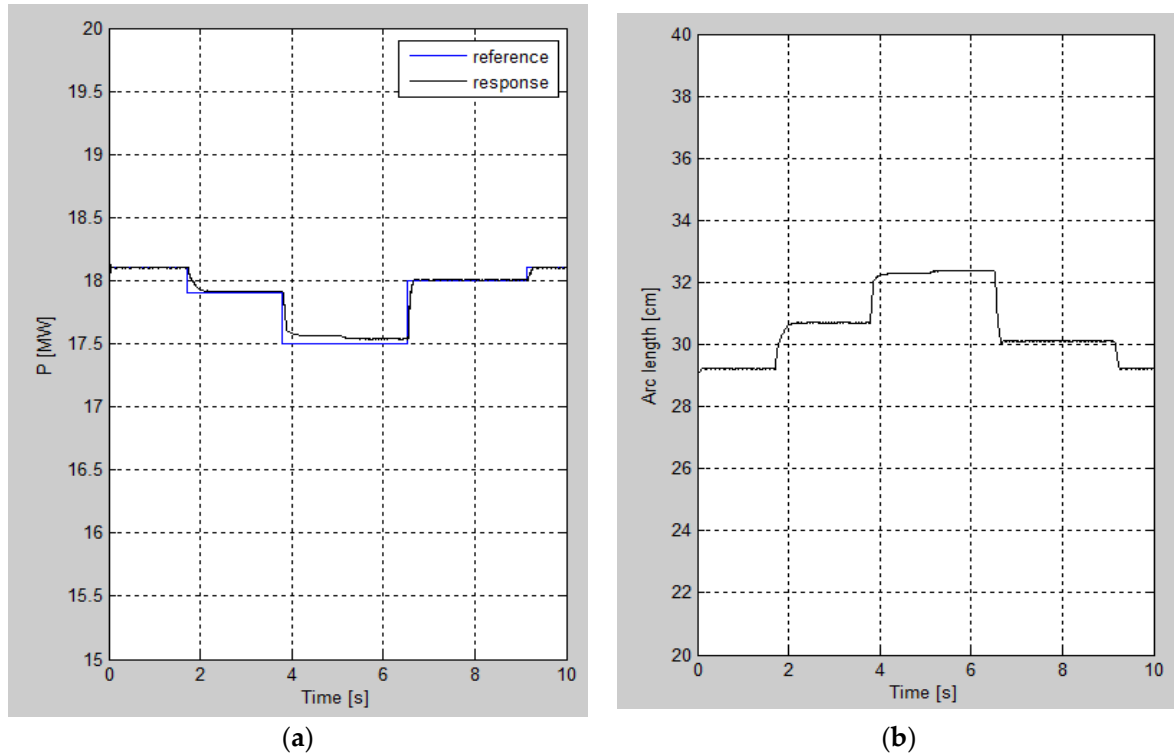 20
19.5
19
18.5
18
17.5
17
16.5
16
15.5
15
P [MW]
reference
response
0 2 4 6 8 10
Time [s]
(a)
40
38
36
34
32
30
28
26
24
22
20
Arc length [cm]
0 2 4 6 8 10
Time [s]
(b)